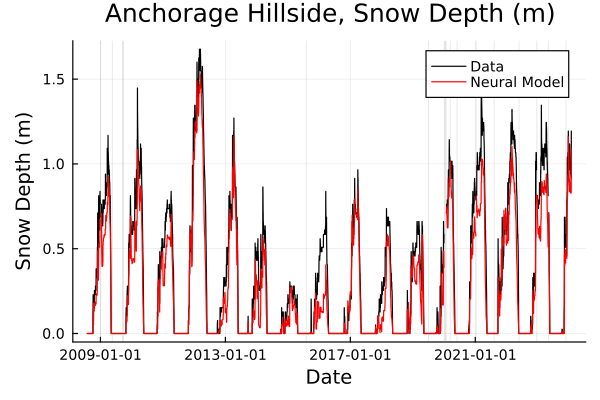 Anchorage Hillside, Snow Depth (m)
Data
Neural Model
Snow Depth (m)
1.5
1.0
0.5
0.0
2009-01-01
2013-01-01
2017-01-01
2021-01-01
Date